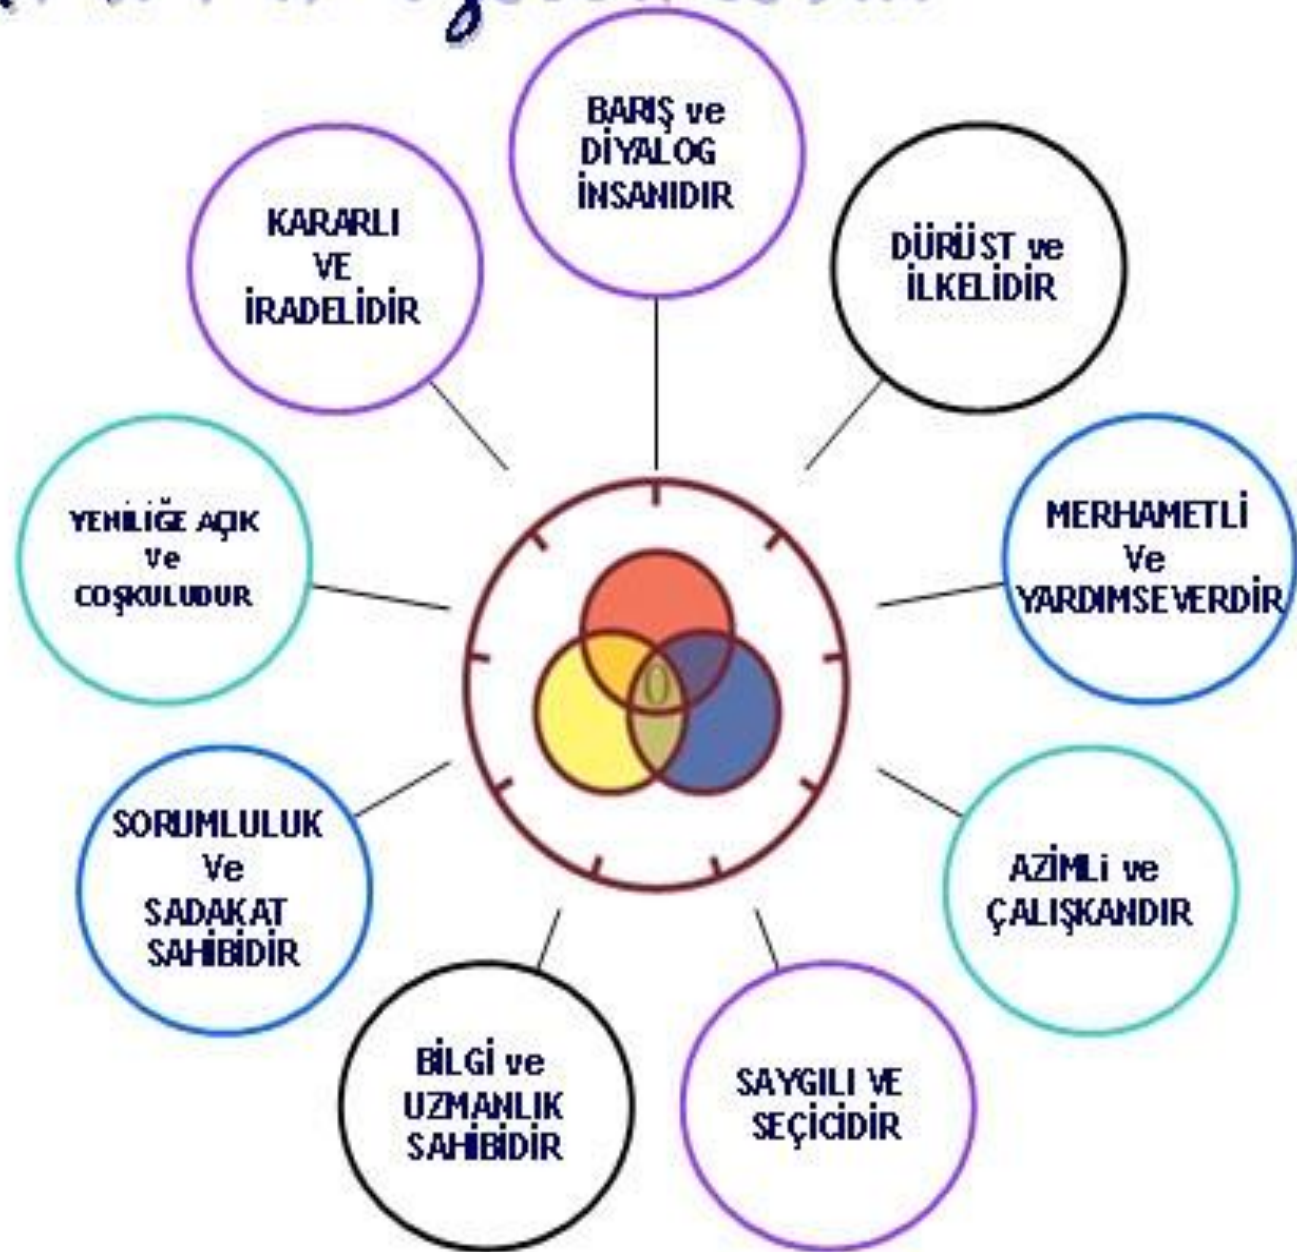 BARIŞ ve
DİYALOG
İNSANIDIR
DÜRÜST ve
İLKELİDİR
MERHAMETLİ
Ve
YARDIMSEVERDİR
AZİMLi ve
ÇALIŞKANDIR
SAYGILI VE
SEÇİCİDİR
BİLGİ ve
UZMANLIK
SAHİBİDİR
SORUMLULUK
Ve
SADAKAT
SAHİBİDİR
YENİLİĞE AÇIK
Ve
COŞKULUDUR
KARARLI
VE
İRADELİDİR
0